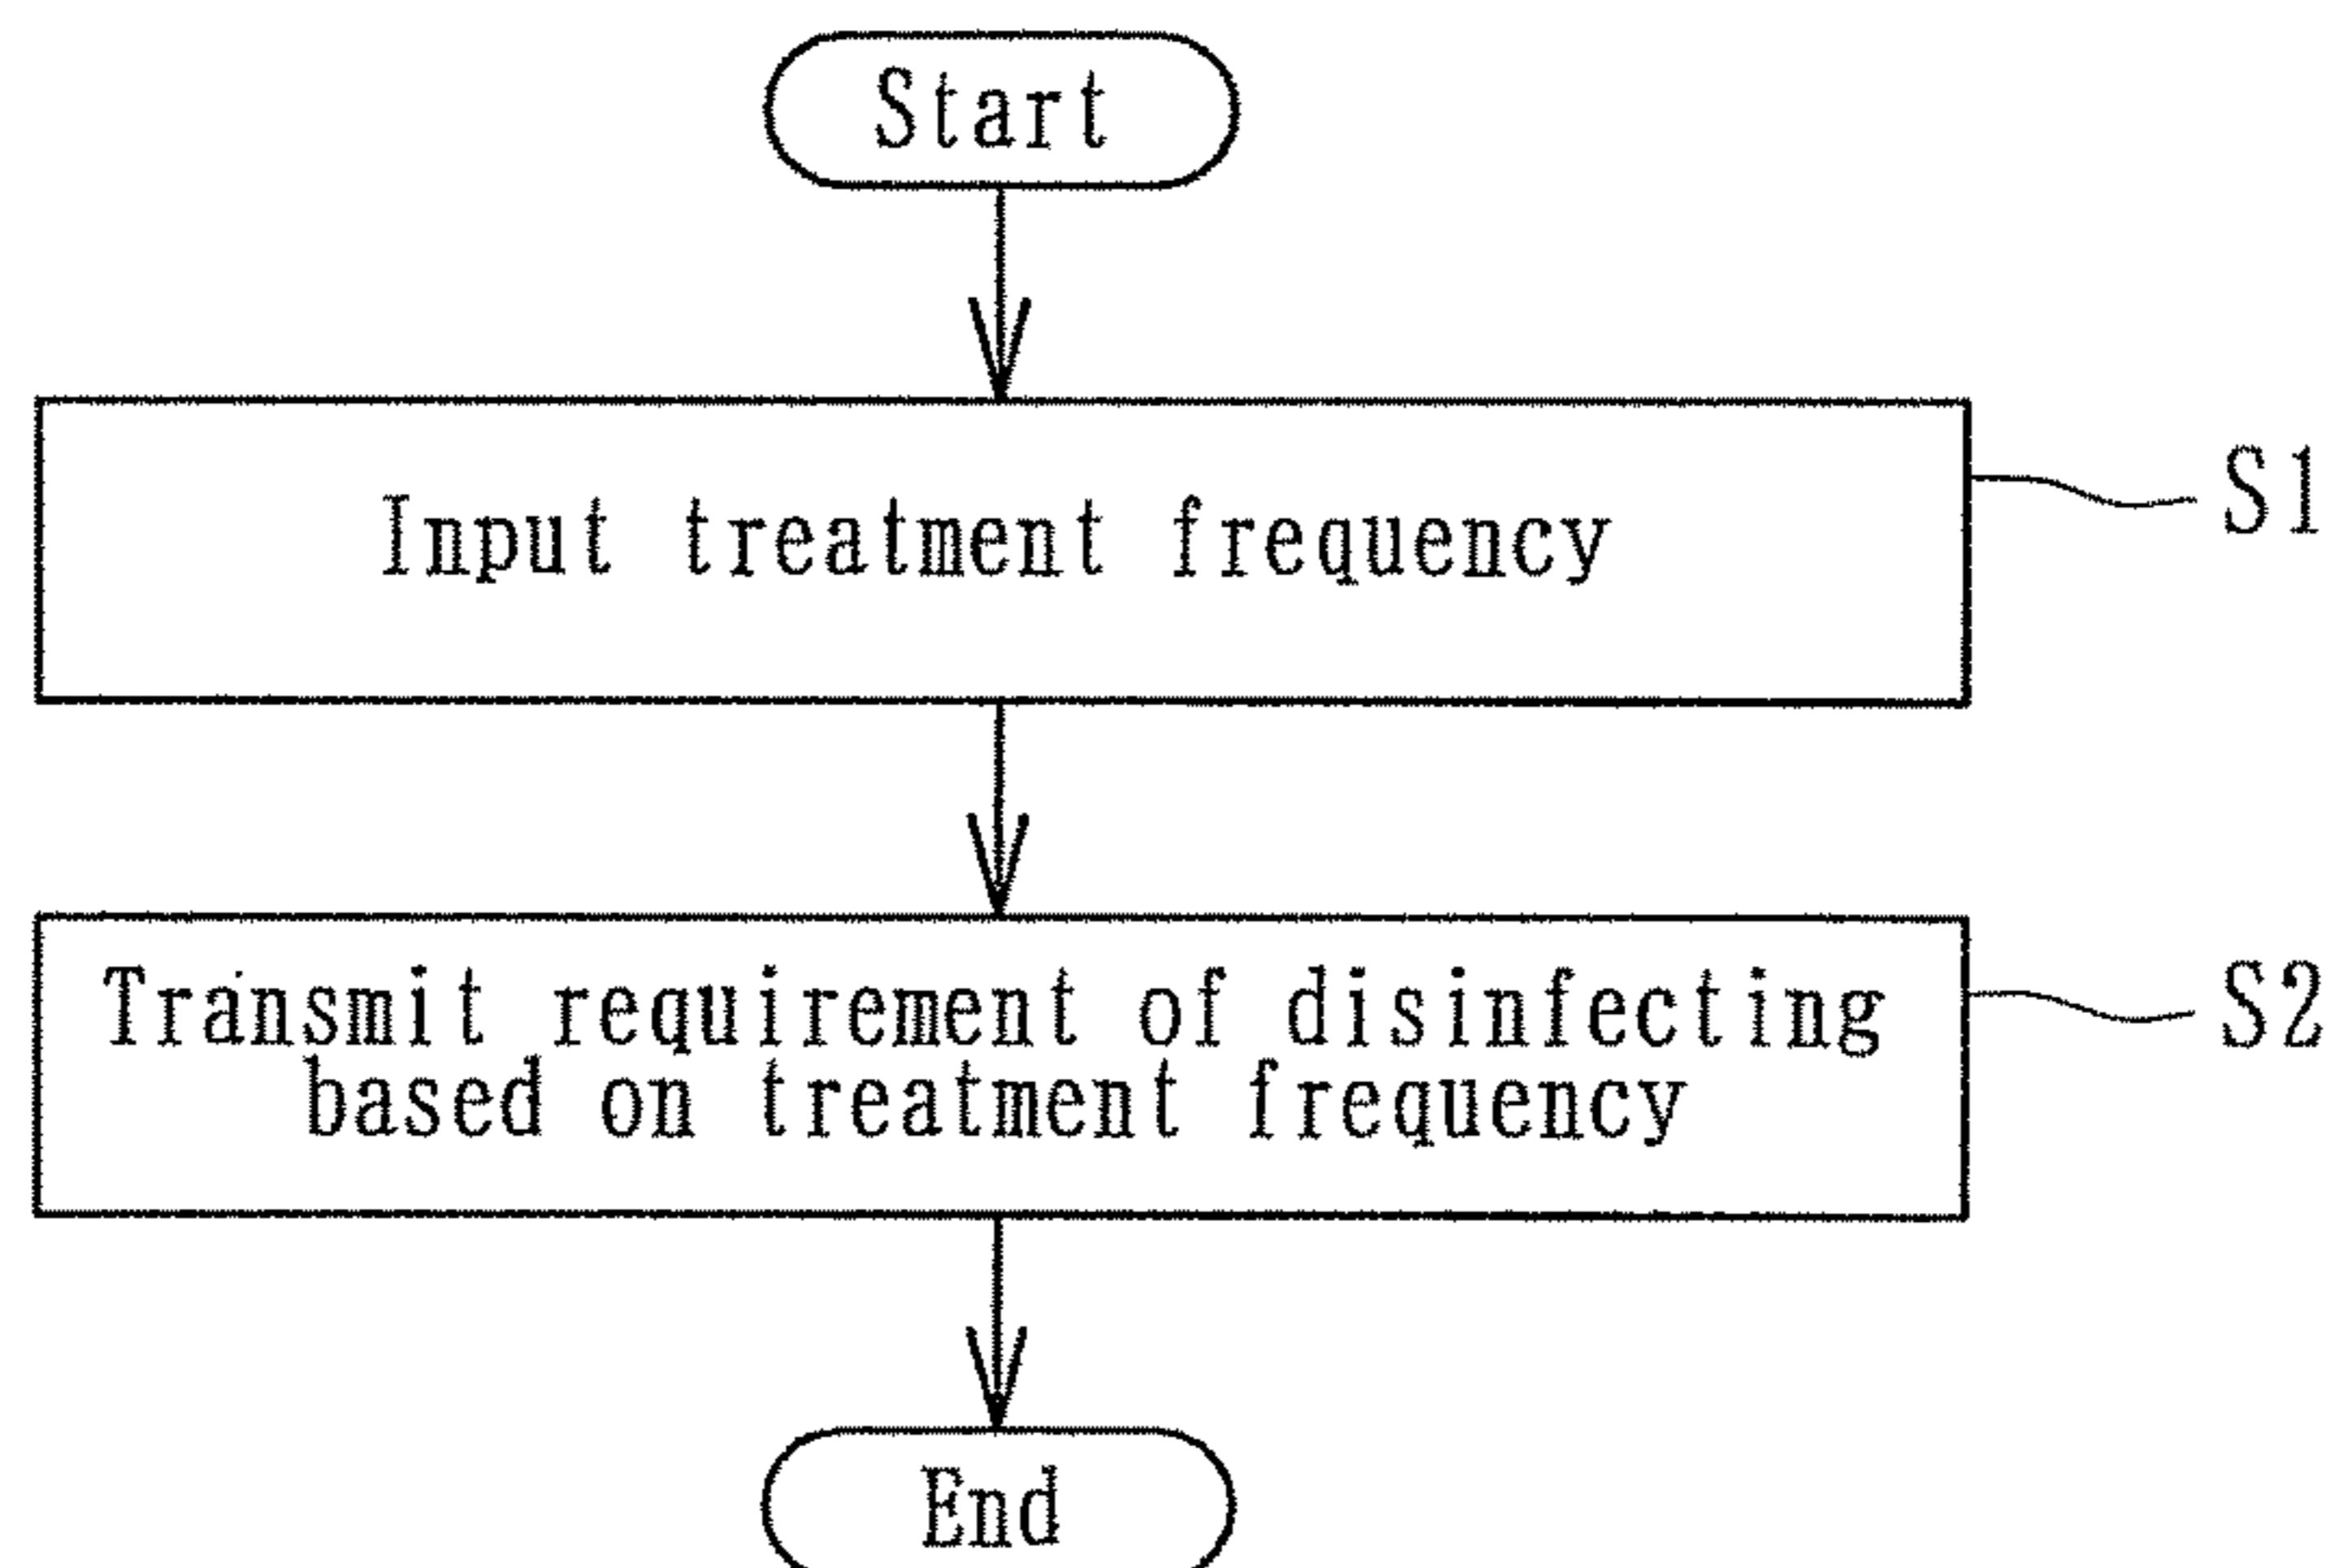 Start
Input treatment frequency
S1
Transmit requirement of disinfecting
based on treatment frequency
S2
End